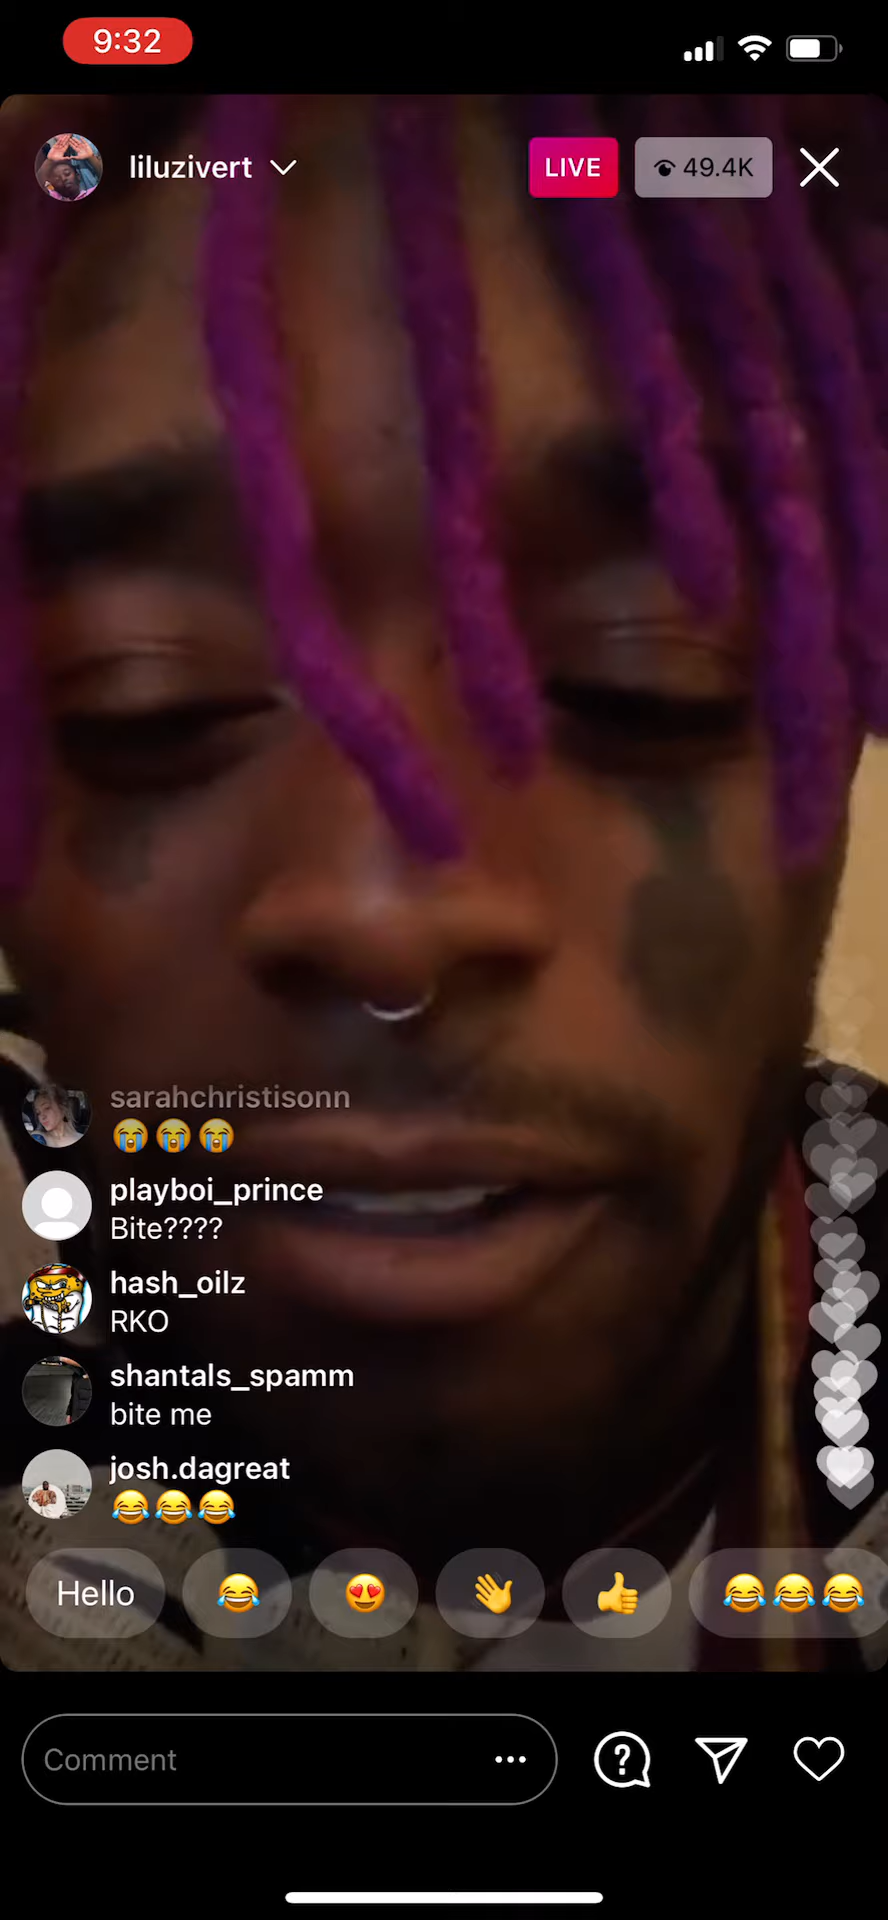 9:32
liluzivert
LIVE
49.4K
sarahchristisonn
😭😭😭
playboi_prince
Bite????
hash_oilz
RKO
shantals_spamm
bite me
josh.dagreat
😂😂😂
Hello 😂 😍 👋 👍 😂😂😂
Comment